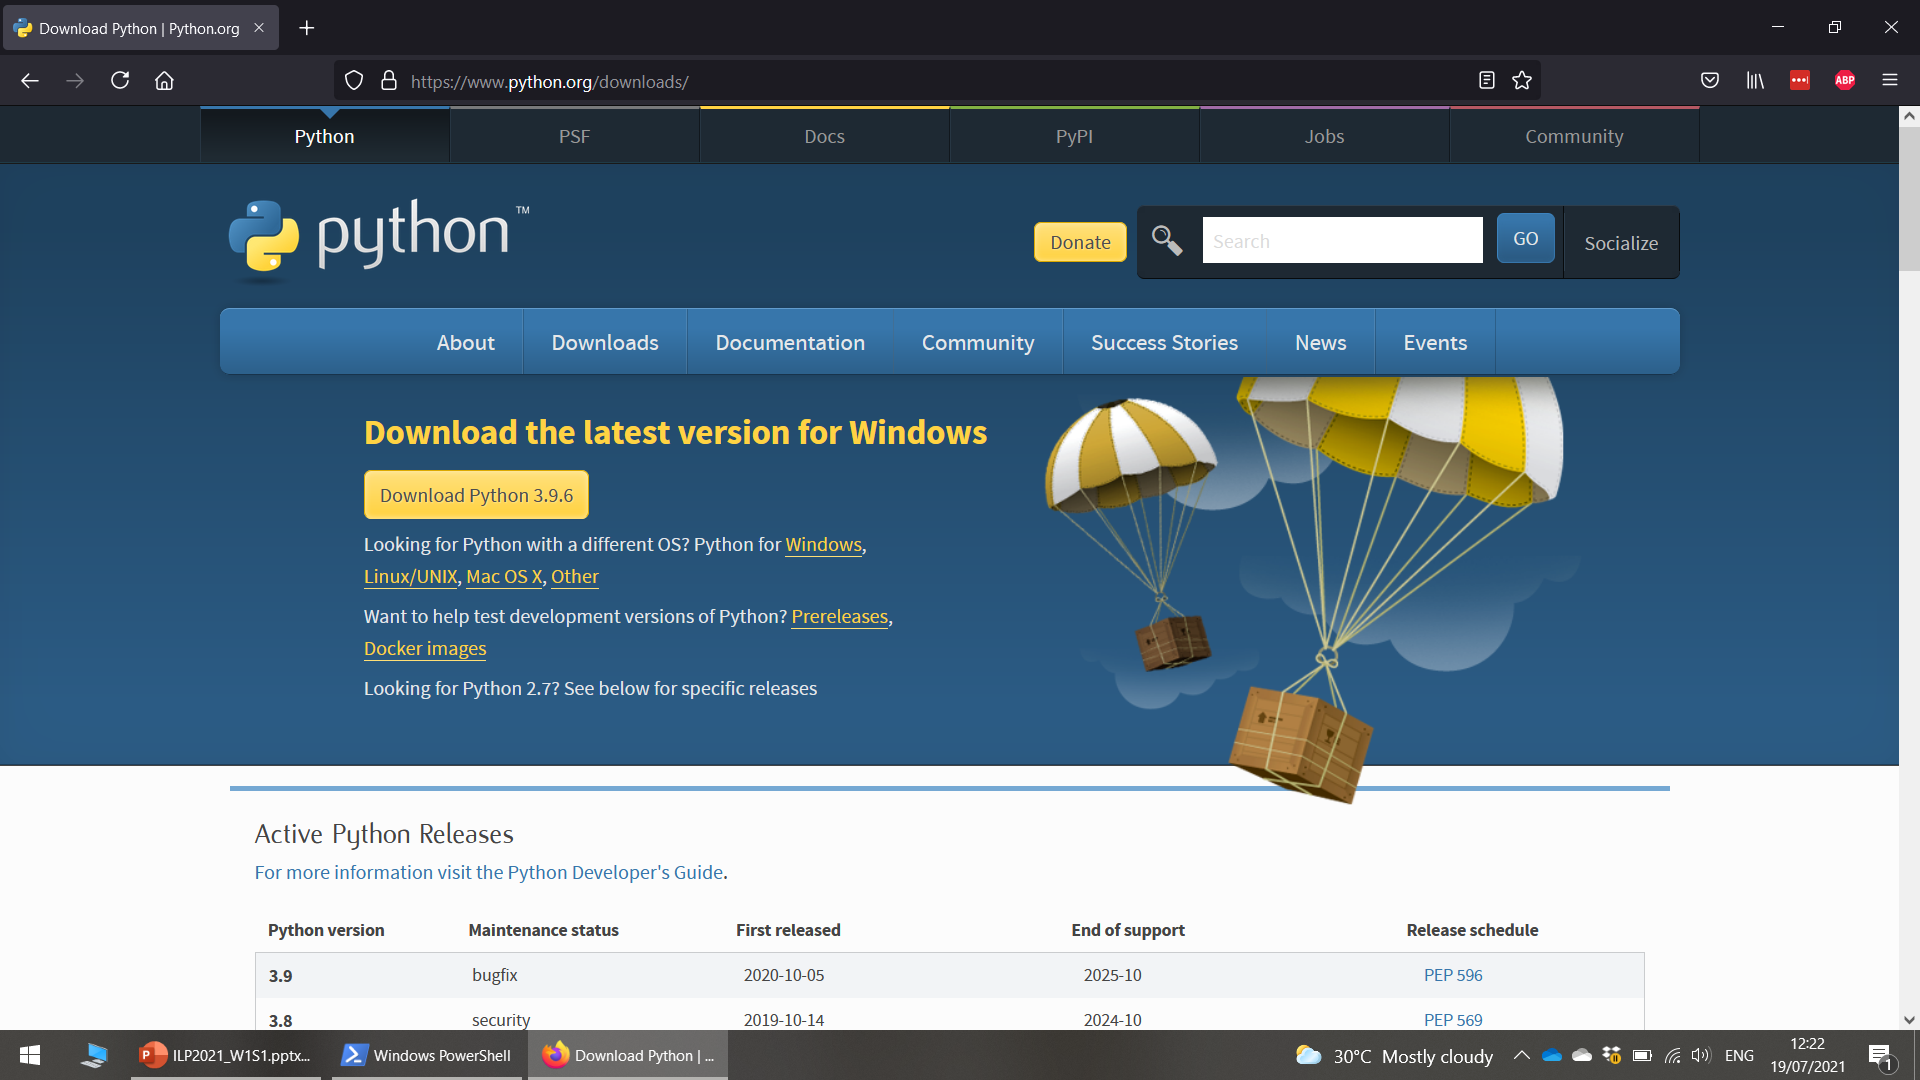 Download Python | Python.org
https://www.python.org/downloads/
ABP
Python PSF Docs PyPI Jobs Community
python™
Donate Search GO Socialize
About Downloads Documentation Community Success Stories News Events
Download the latest version for Windows
Download Python 3.9.6
Looking for Python with a different OS? Python for Windows,
Linux/UNIX, Mac OS X, Other
Want to help test development versions of Python? Prereleases,
Docker images
Looking for Python 2.7? See below for specific releases
Active Python Releases
For more information visit the Python Developer's Guide.
Python version Maintenance status First released End of support Release schedule
3.9 bugfix 2020-10-05 2025-10 PEP 596
3.8 security 2019-10-14 2024-10 PEP 569
ILP2021_W1S1.pptx... Windows PowerShell Download Python | ... 30°C Mostly cloudy ENG 12:22
19/07/2021 1